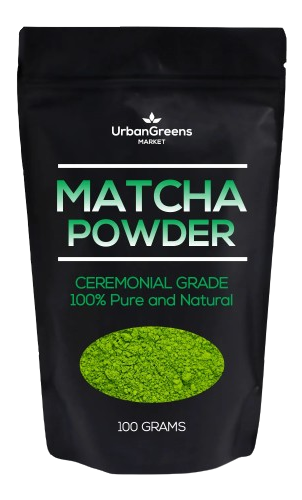 UrbanGreens
MARKET
MATCHA
POWDER
CEREMONIAL GRADE
100% Pure and Natural
100 GRAMS